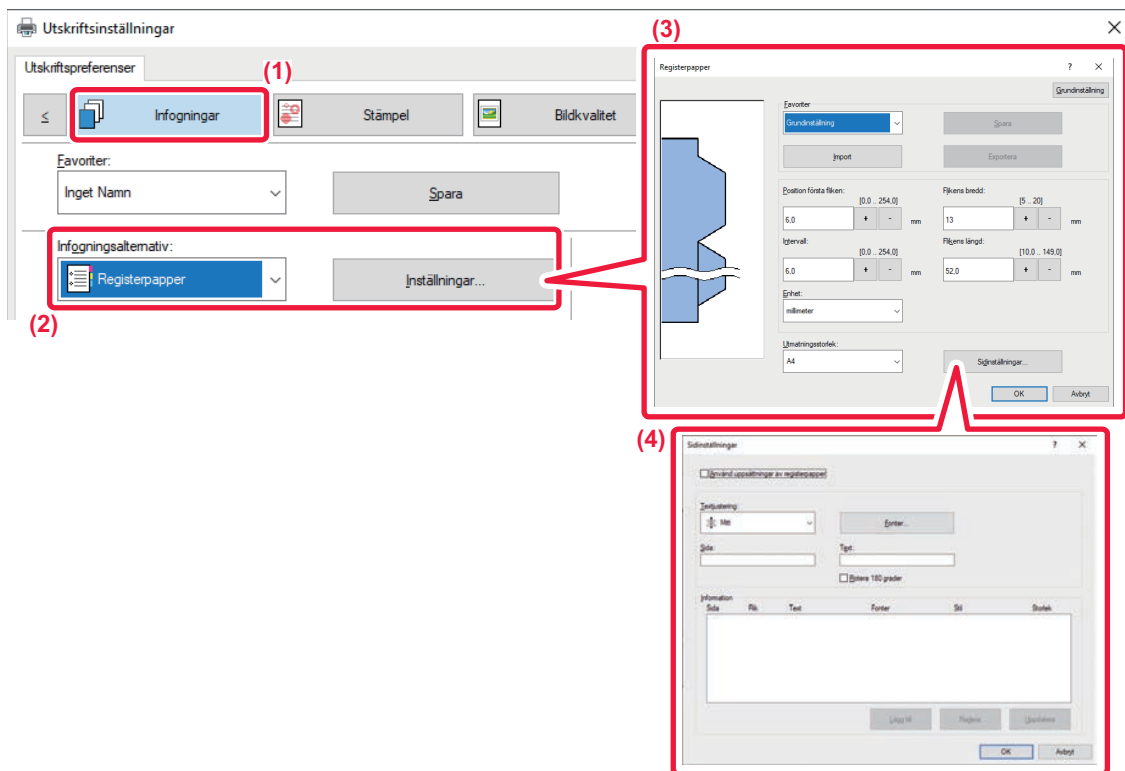 Utskriftsinställningar
Utskriftspreferenser
(1)
≤ Infogningar Stämpel Bildkvalitet
Favoriter:
Inget Namn Spara
Infogningsalternativ:
Registerpapper Inställningar...
(2)
(3)
Registerpapper ? ×
Grundinställning
Favoriter
Grundinställning Spara
Import Exportera
Position första fliken: Flikens bredd:
[0,0 .. 254,0] [5 .. 20]
6,0 + - mm 13 + - mm
Intervall: Flikens längd:
[0,0 .. 254,0] [10,0 .. 149,0]
6,0 + - mm 52,0 + - mm
Enhet:
millimeter
Utmatningsstorlek:
A4 Sidinställningar...
OK Avbryt
(4)
Sidinställningar ? ×
Använd uppsättningar av registerpapper
Textjustering:
Mitt Fonter...
Sida: Text:
Rotera 180 grader
Information
Sida Flik Text Fonter Stil Storlek
Lägg till Radera Uppdatera
OK Avbryt